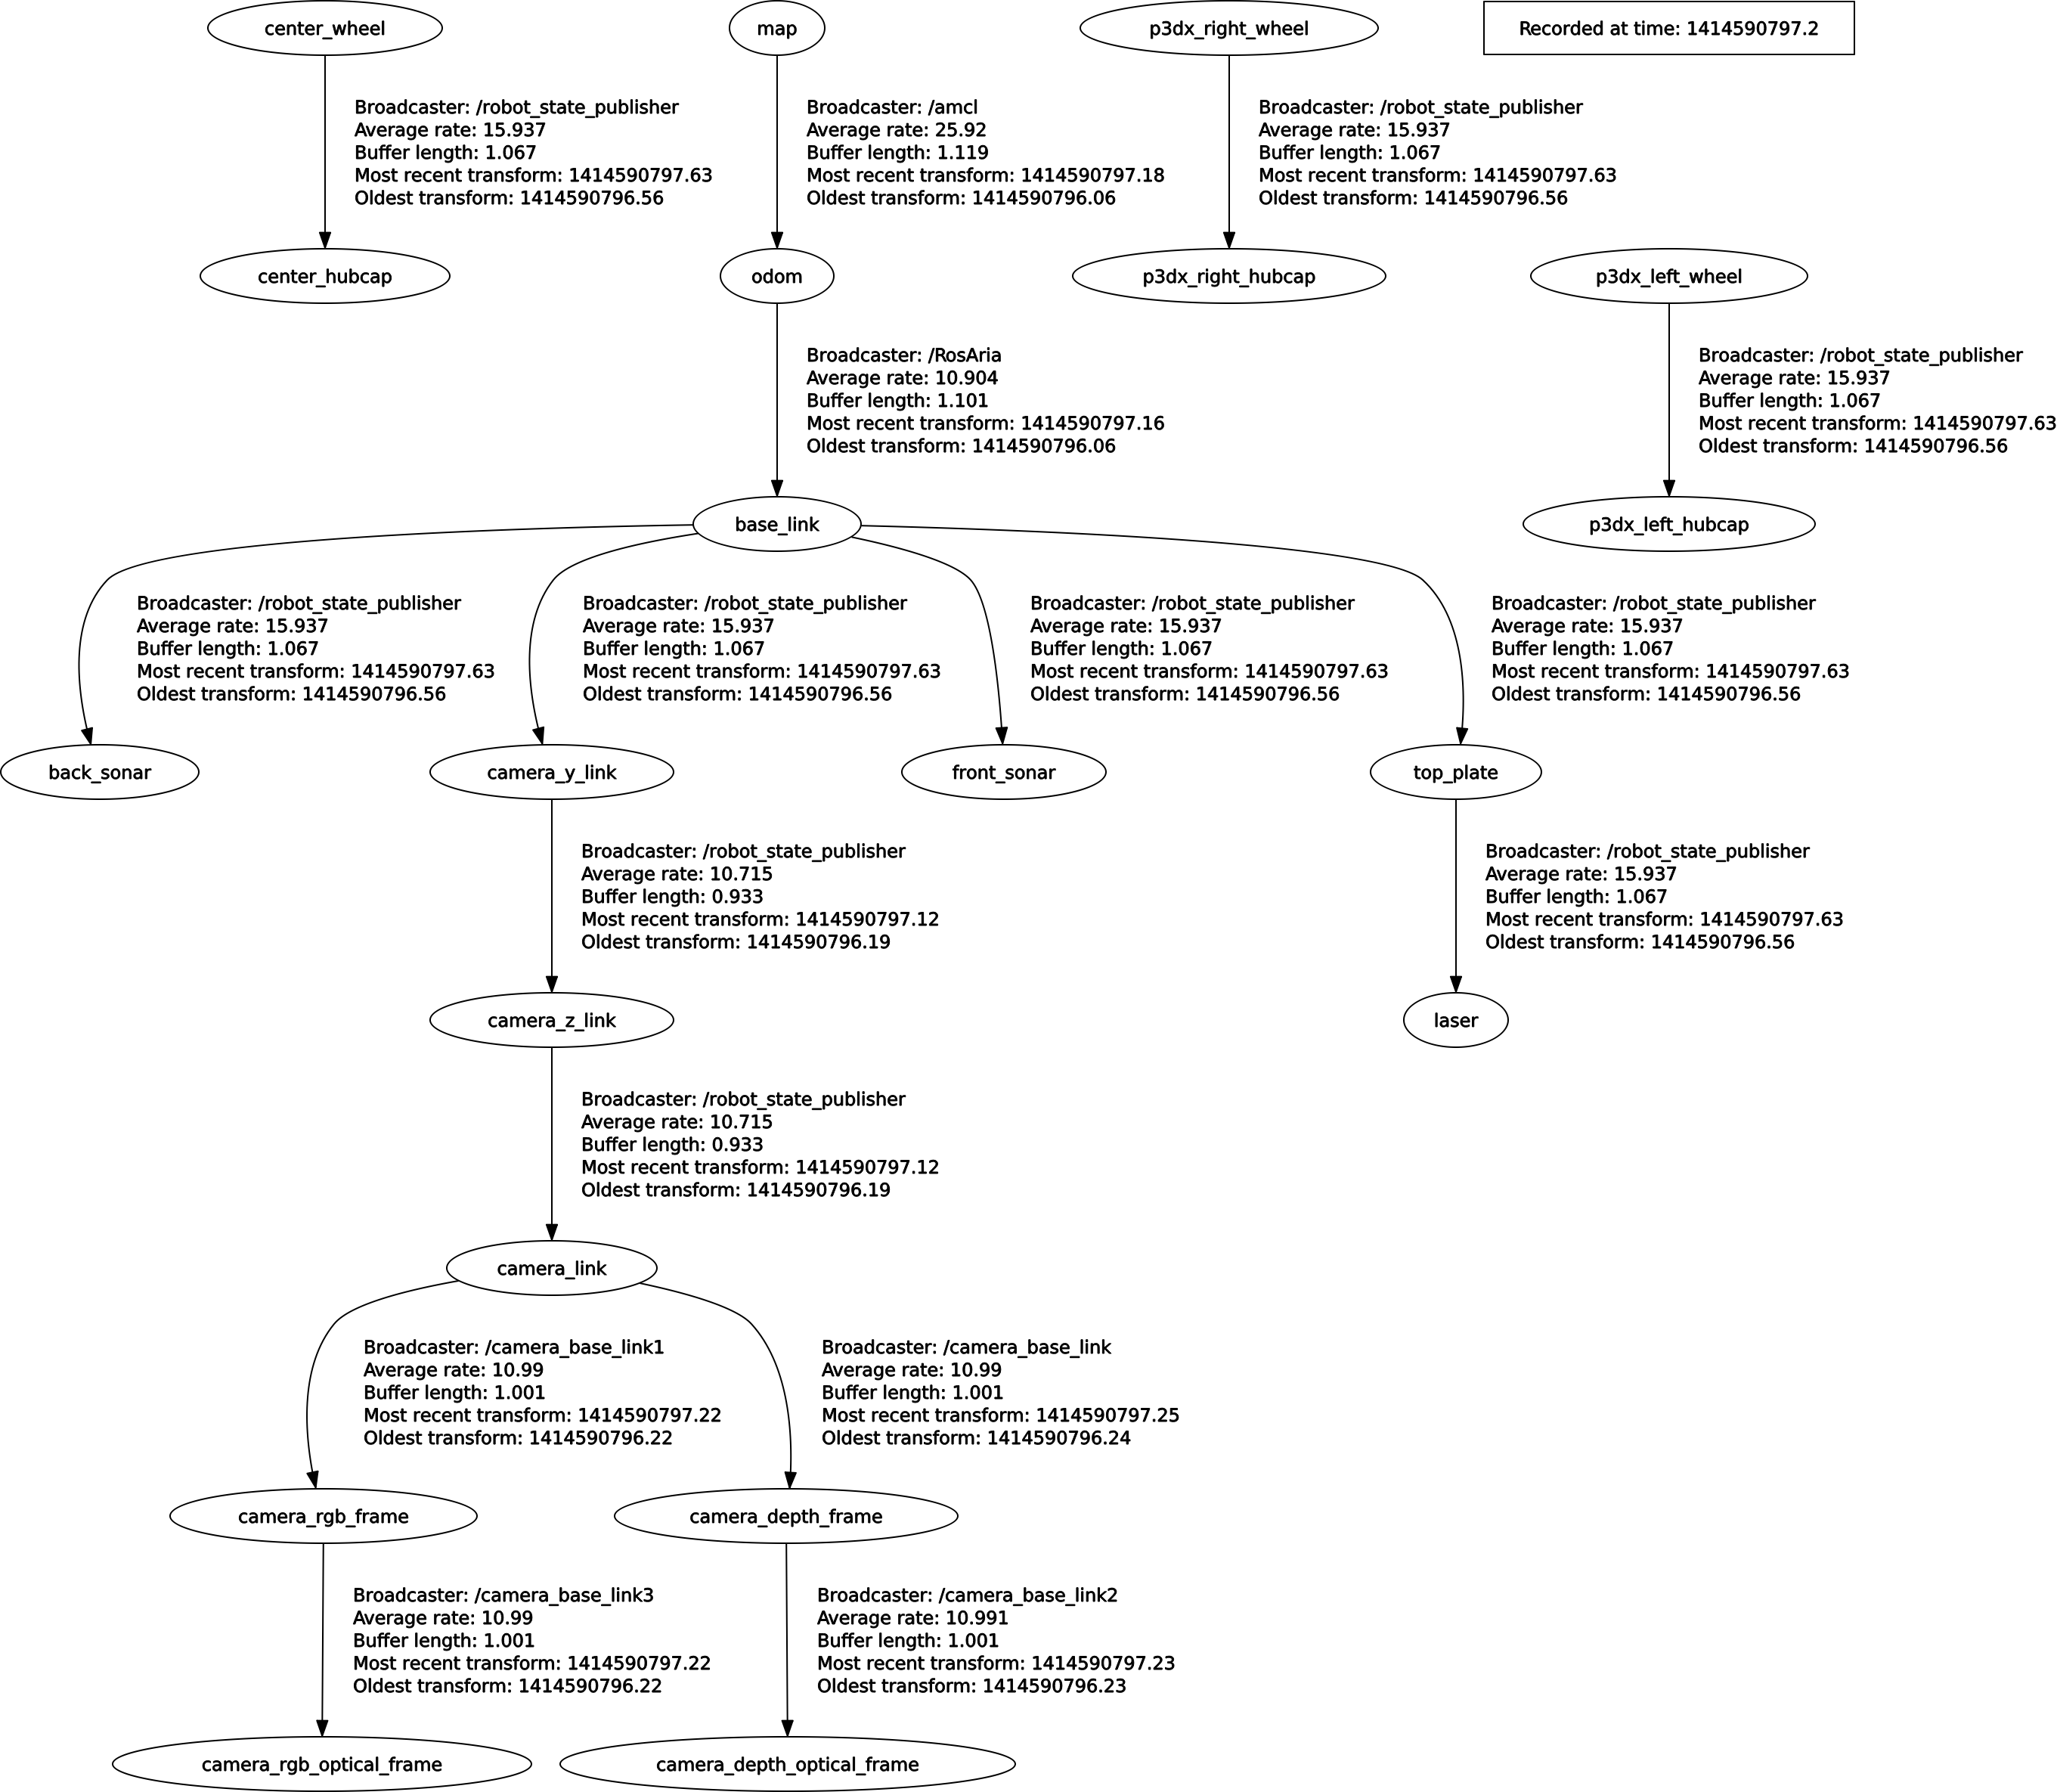 center_wheel
map
p3dx_right_wheel
Recorded at time: 1414590797.2
Broadcaster: /robot_state_publisher
Average rate: 15.937
Buffer length: 1.067
Most recent transform: 1414590797.63
Oldest transform: 1414590796.56
Broadcaster: /amcl
Average rate: 25.92
Buffer length: 1.119
Most recent transform: 1414590797.18
Oldest transform: 1414590796.06
Broadcaster: /robot_state_publisher
Average rate: 15.937
Buffer length: 1.067
Most recent transform: 1414590797.63
Oldest transform: 1414590796.56
center_hubcap
odom
p3dx_right_hubcap
p3dx_left_wheel
Broadcaster: /RosAria
Average rate: 10.904
Buffer length: 1.101
Most recent transform: 1414590797.16
Oldest transform: 1414590796.06
Broadcaster: /robot_state_publisher
Average rate: 15.937
Buffer length: 1.067
Most recent transform: 1414590797.63
Oldest transform: 1414590796.56
base_link
p3dx_left_hubcap
Broadcaster: /robot_state_publisher
Average rate: 15.937
Buffer length: 1.067
Most recent transform: 1414590797.63
Oldest transform: 1414590796.56
Broadcaster: /robot_state_publisher
Average rate: 15.937
Buffer length: 1.067
Most recent transform: 1414590797.63
Oldest transform: 1414590796.56
Broadcaster: /robot_state_publisher
Average rate: 15.937
Buffer length: 1.067
Most recent transform: 1414590797.63
Oldest transform: 1414590796.56
Broadcaster: /robot_state_publisher
Average rate: 15.937
Buffer length: 1.067
Most recent transform: 1414590797.63
Oldest transform: 1414590796.56
back_sonar
camera_y_link
front_sonar
top_plate
Broadcaster: /robot_state_publisher
Average rate: 10.715
Buffer length: 0.933
Most recent transform: 1414590797.12
Oldest transform: 1414590796.19
Broadcaster: /robot_state_publisher
Average rate: 15.937
Buffer length: 1.067
Most recent transform: 1414590797.63
Oldest transform: 1414590796.56
camera_z_link
laser
Broadcaster: /robot_state_publisher
Average rate: 10.715
Buffer length: 0.933
Most recent transform: 1414590797.12
Oldest transform: 1414590796.19
camera_link
Broadcaster: /camera_base_link1
Average rate: 10.99
Buffer length: 1.001
Most recent transform: 1414590797.22
Oldest transform: 1414590796.22
Broadcaster: /camera_base_link
Average rate: 10.99
Buffer length: 1.001
Most recent transform: 1414590797.25
Oldest transform: 1414590796.24
camera_rgb_frame
camera_depth_frame
Broadcaster: /camera_base_link3
Average rate: 10.99
Buffer length: 1.001
Most recent transform: 1414590797.22
Oldest transform: 1414590796.22
Broadcaster: /camera_base_link2
Average rate: 10.991
Buffer length: 1.001
Most recent transform: 1414590797.23
Oldest transform: 1414590796.23
camera_rgb_optical_frame
camera_depth_optical_frame